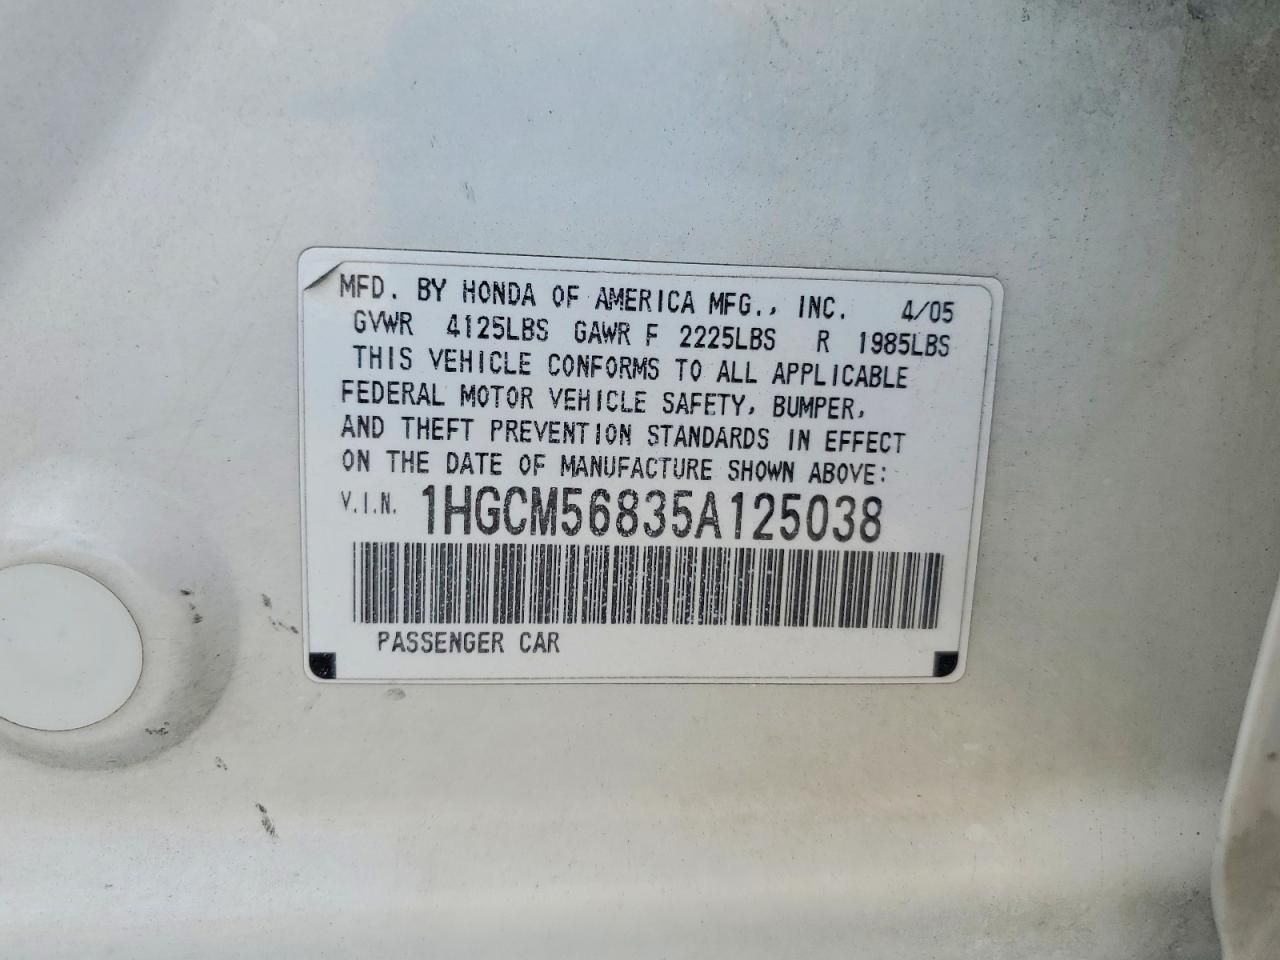 MFD. BY HONDA OF AMERICA MFG., INC. 4/05
GVWR 4125LBS GAWR F 2225LBS R 1985LBS
THIS VEHICLE CONFORMS TO ALL APPLICABLE
FEDERAL MOTOR VEHICLE SAFETY, BUMPER,
AND THEFT PREVENTION STANDARDS IN EFFECT
ON THE DATE OF MANUFACTURE SHOWN ABOVE:
V.I.N. 1HGCM56835A125038
PASSENGER CAR